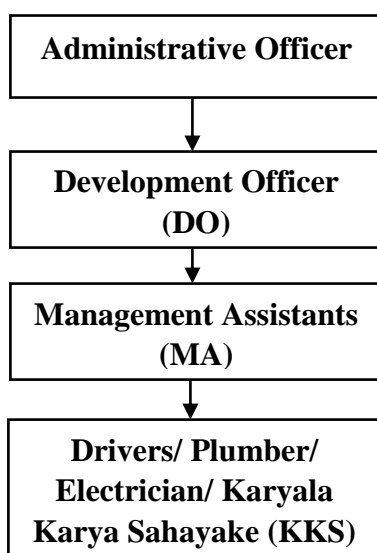 Administrative Officer
Development Officer
(DO)
Management Assistants
(MA)
Drivers/ Plumber/
Electrician/ Karyala
Karya Sahayake (KKS)